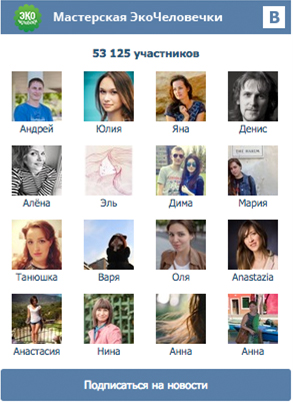 ЭКО
Мастерская ЭкоЧеловечки
В
53 125 участников
Андрей Юлия Яна Денис
Алёна Эль Дима Мария
Танюшка Варя Оля Anastazia
Анастасия Нина Анна Анна
Подписаться на новости